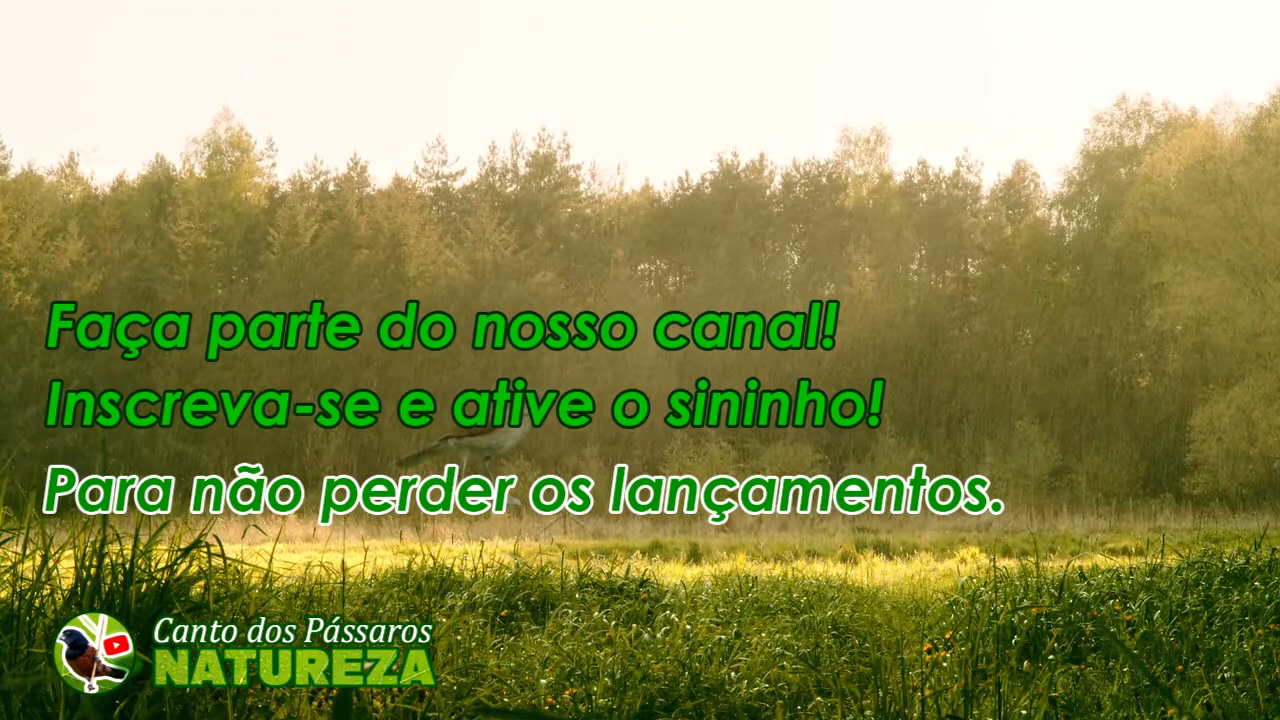 Faça parte do nosso canal!
Inscreva-se e ative o sininho!
Para não perder os lançamentos.
Canto dos Pássaros
NATUREZA